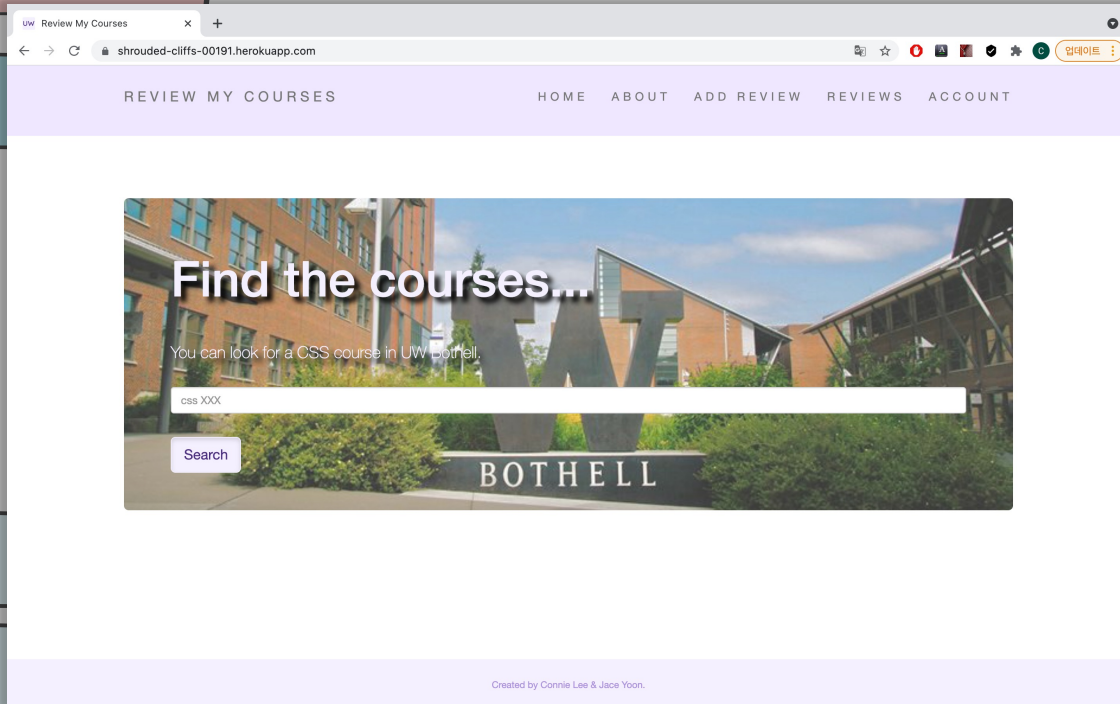 UW Review My Courses
shrouded-cliffs-00191.herokuapp.com
C
업데이트
REVIEW MY COURSES
HOME ABOUT ADD REVIEW REVIEWS ACCOUNT
Find the courses...
You can look for a CSS course in UW Bothell.
css XXX
Search
W
BOTHELL
Created by Connie Lee & Jace Yoon.